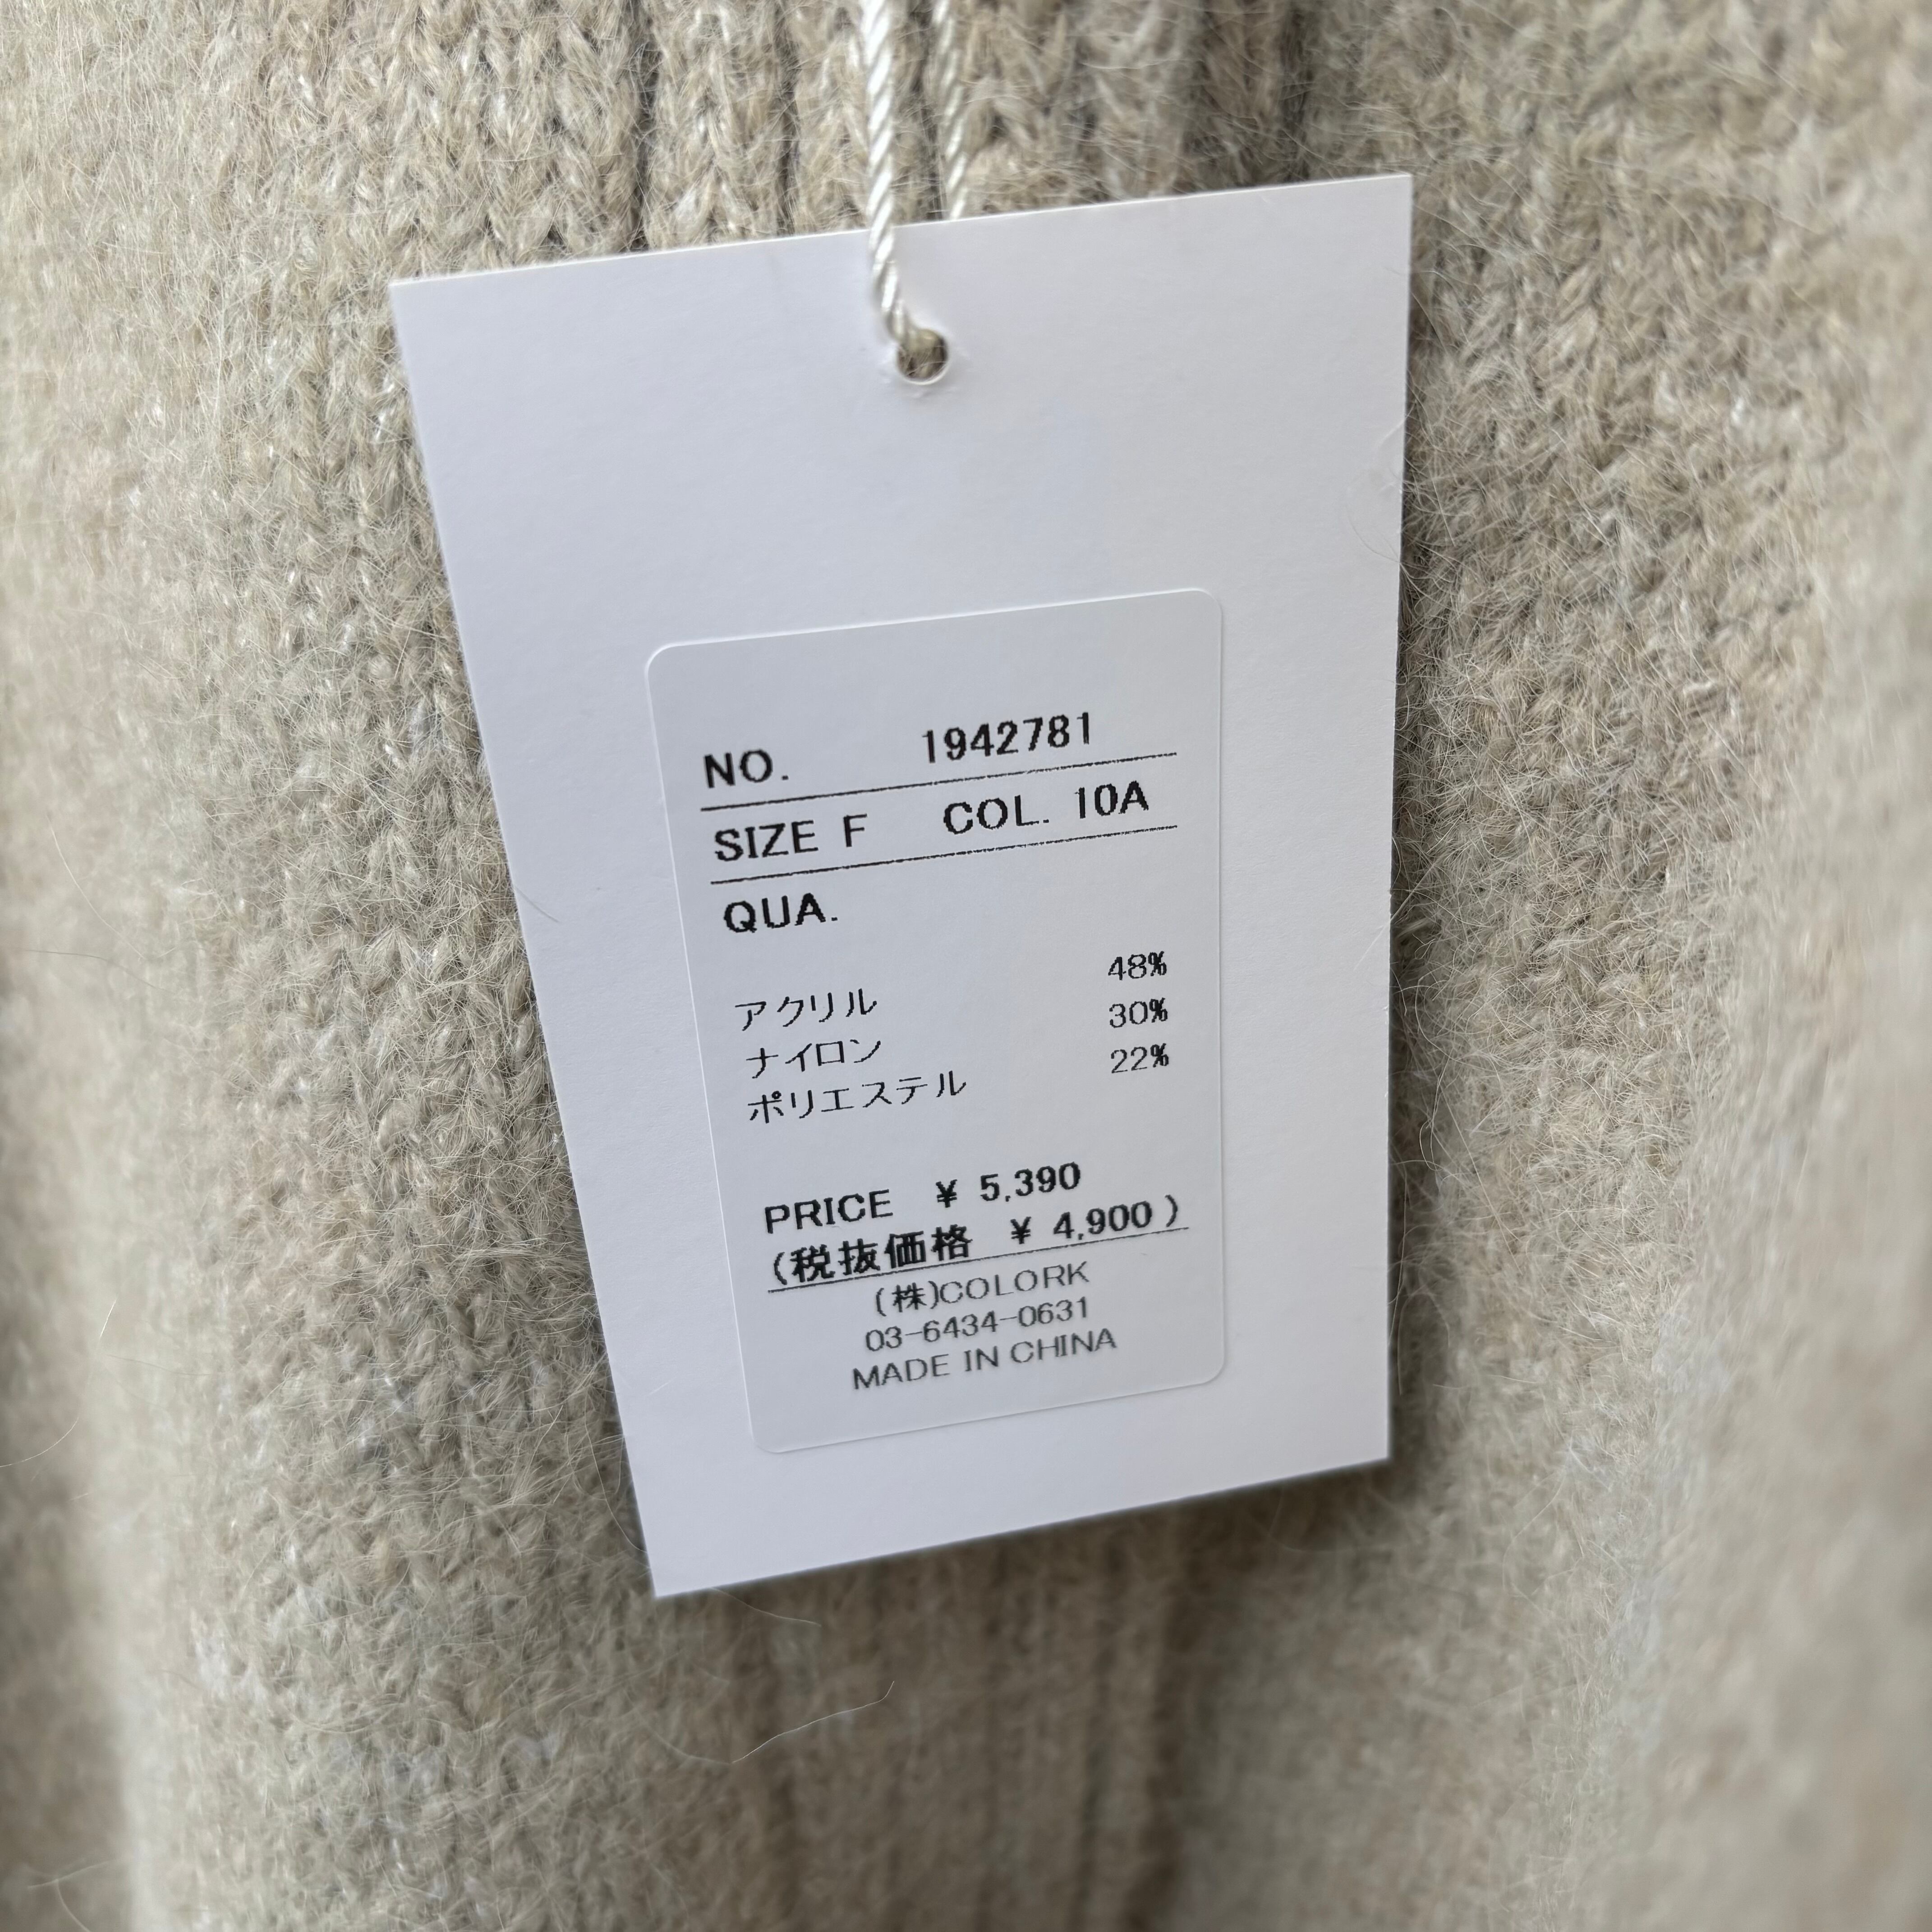 NO. 1942781
SIZE F COL. 10A
QUA.
アクリル 48%
ナイロン 30%
ポリエステル 22%
PRICE ¥ 5,390
(税抜価格 ¥ 4,900)
(株)COLORK
03-6434-0631
MADE IN CHINA